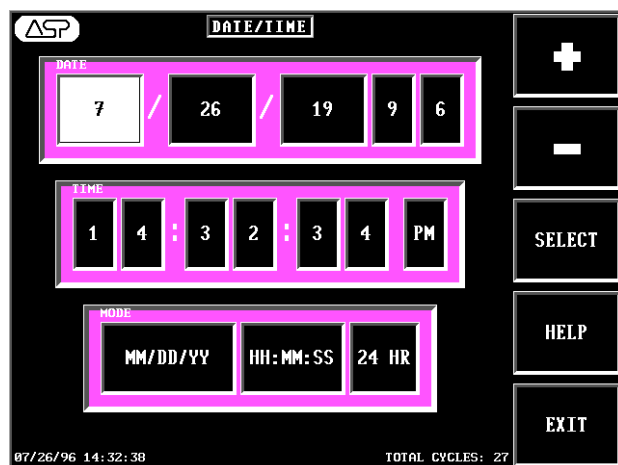 ASP
DATE/TIME
DATE
7 / 26 / 19 9 6
TIME
1 4 : 3 2 : 3 4 PM
MODE
MM/DD/YY HH:MM:SS 24 HR
+
-
SELECT
HELP
EXIT
07/26/96 14:32:38
TOTAL CYCLES: 27